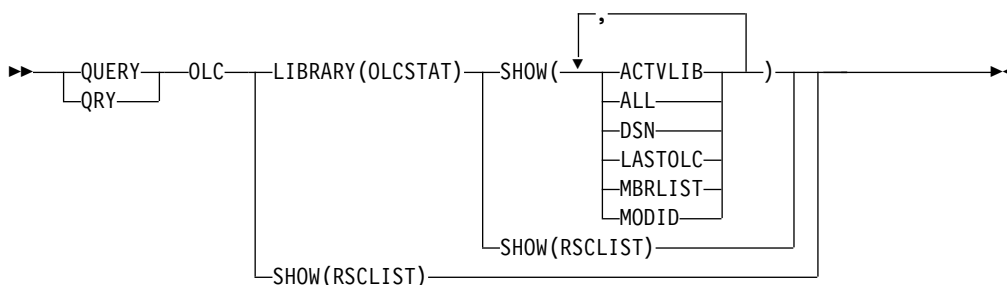 ,
QUERY OLC LIBRARY(OLCSTAT) SHOW( ACTVLIB )
QRY ALL
DSN
LASTOLC
MBRLIST
MODID
SHOW(RSCLIST)
SHOW(RSCLIST)